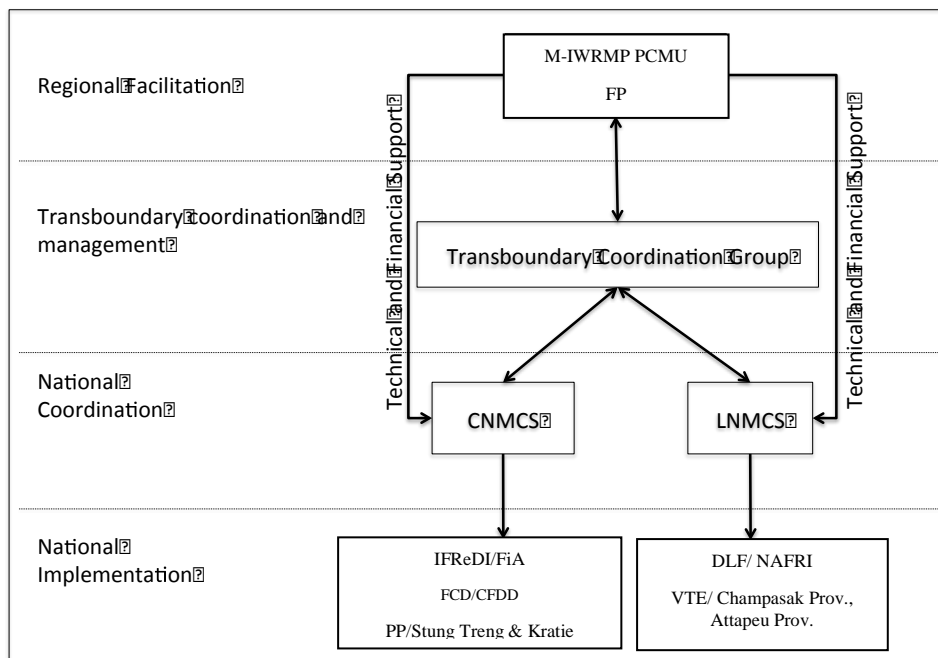 M-IWRMP PCMU
FP
Regional Facilitation
Technical and Financial Support
Technical and Financial Support
Transboundary coordination and
management
Transboundary Coordination Group
National
Coordination
CNMCS
LNMCS
National
Implementation
IFReDI/FiA
FCD/CFDD
PP/Stung Treng & Kratie
DLF/ NAFRI
VTE/ Champasak Prov.,
Attapeu Prov.